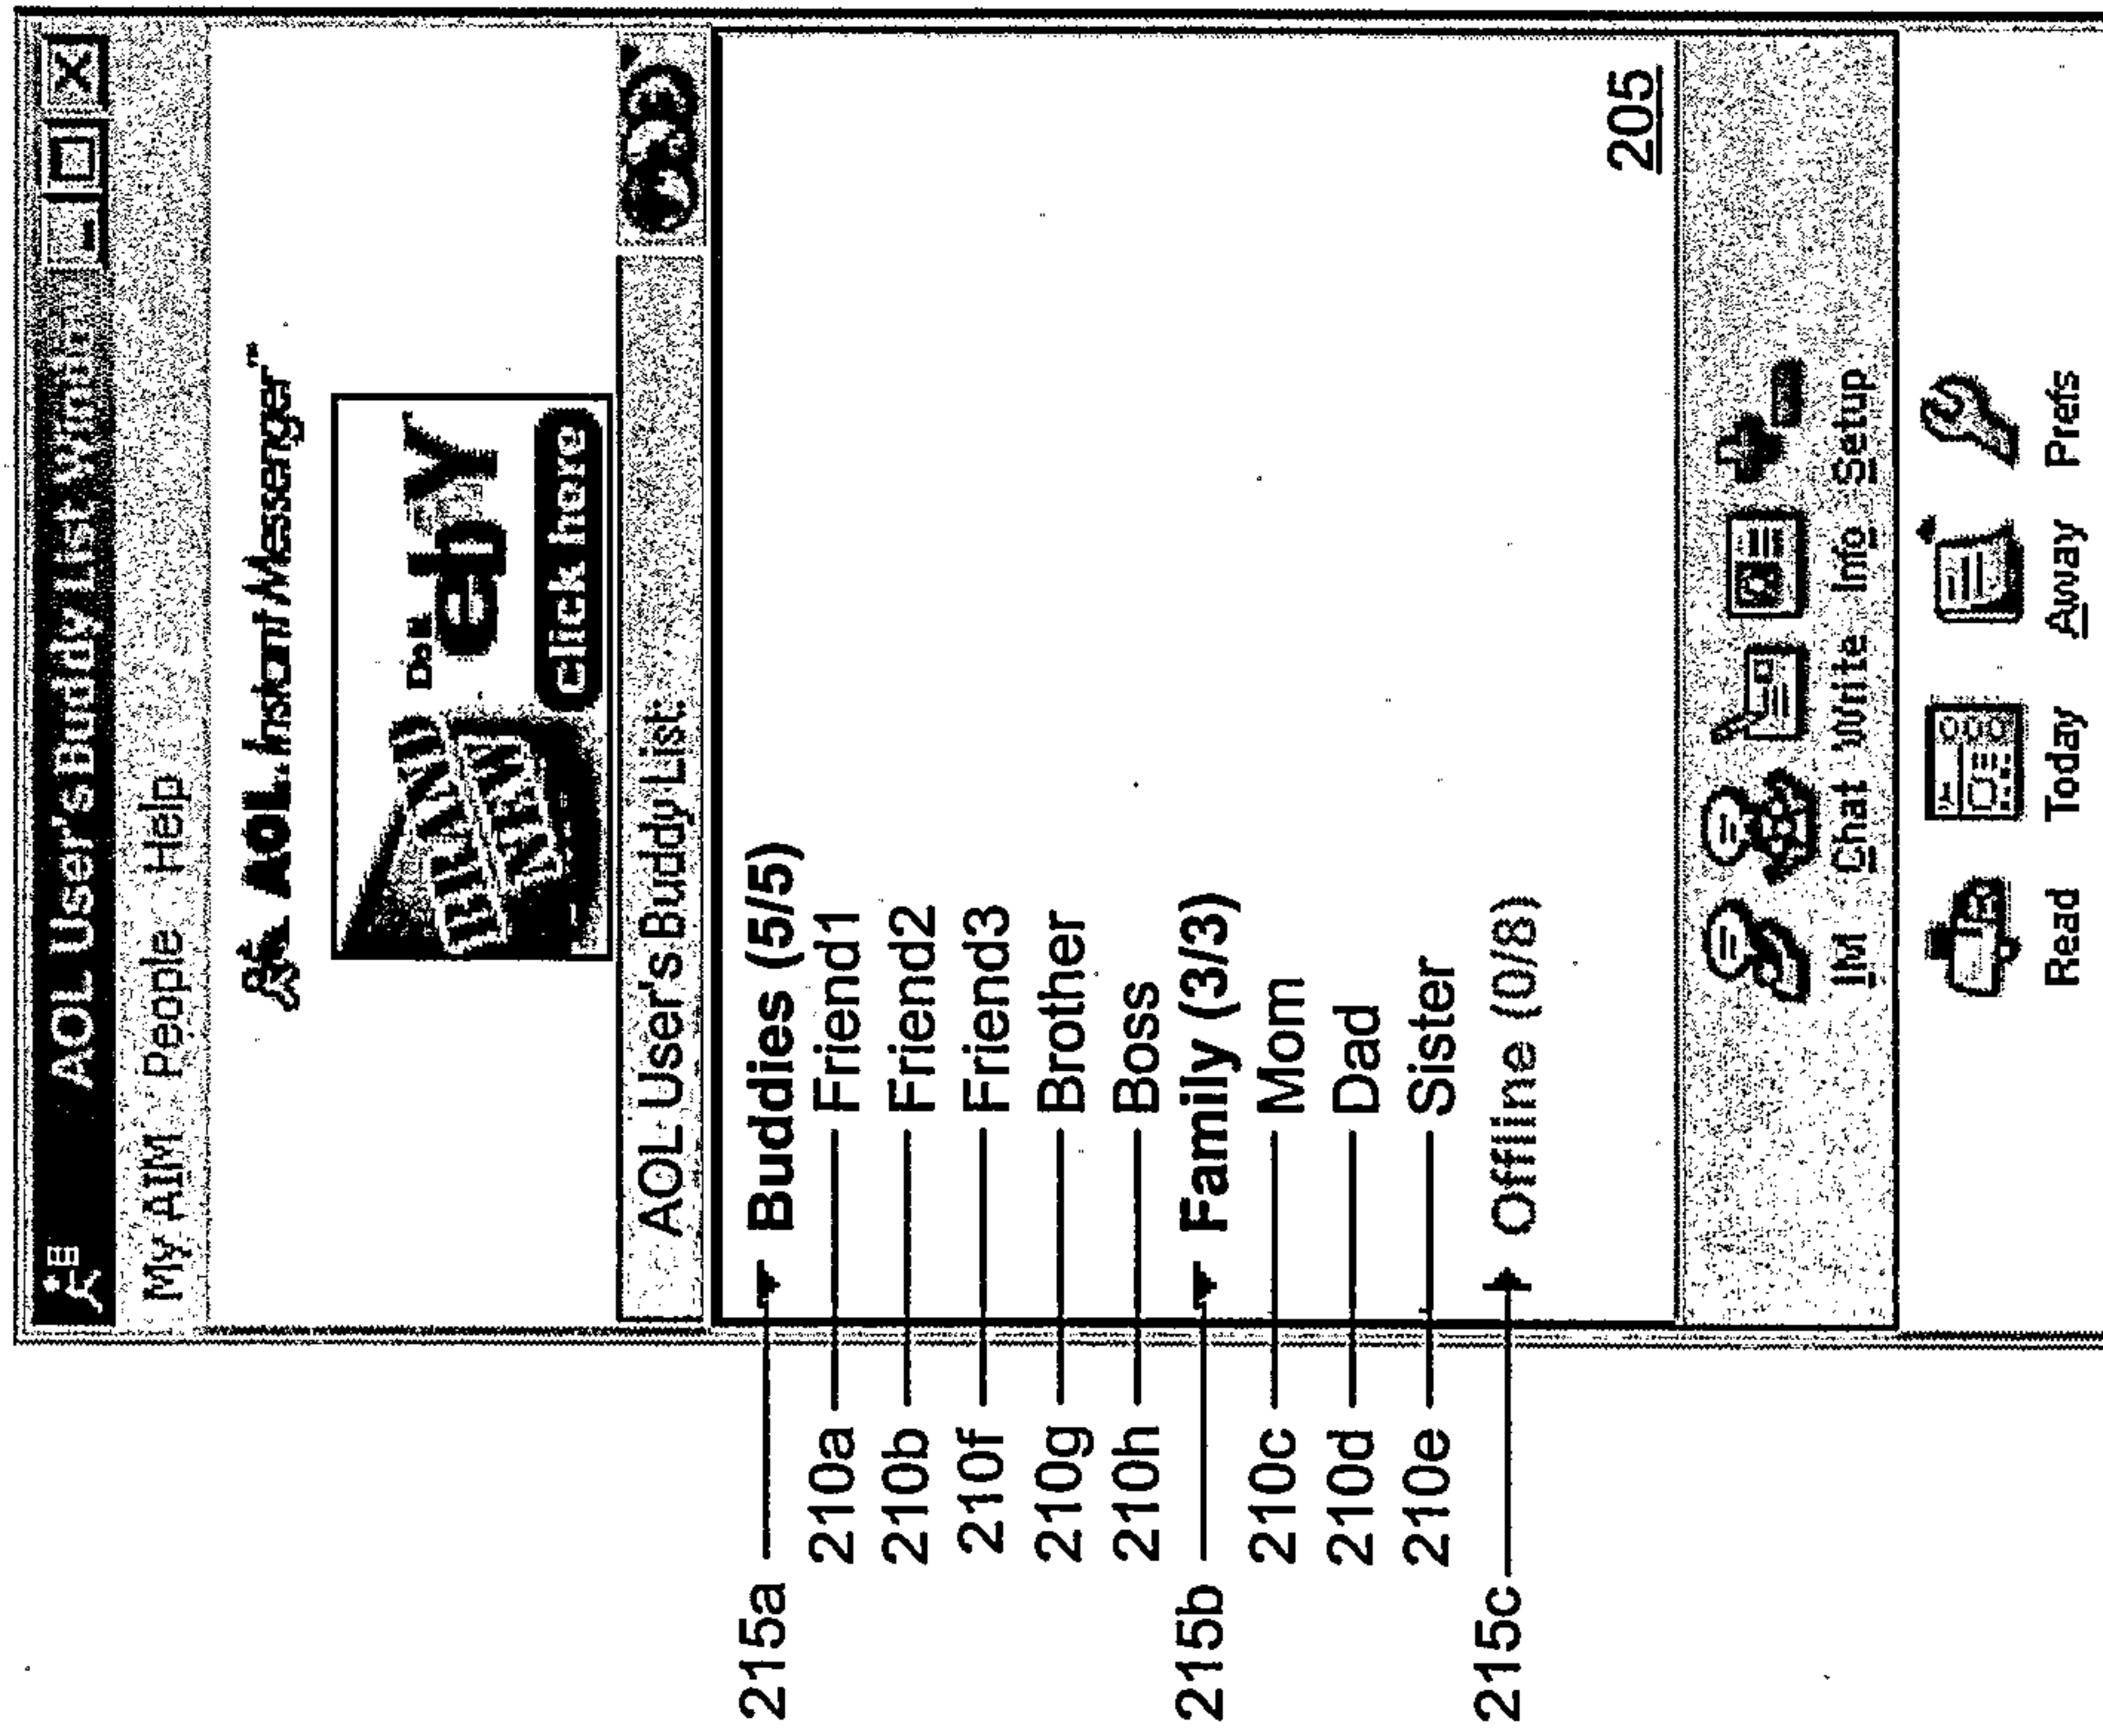 AOL User's Buddy List Window
My AIM People Help
AOL Instant Messenger™
BRAND
NEW
Do it
click here
AOL User's Buddy List:
215a Buddies (5/5)
210a Friend1
210b Friend2
210f Friend3
210g Brother
210h Boss
215b Family (3/3)
210c Mom
210d Dad
210e Sister
215c Offline (0/8)
205
IM Chat Write Info Setup
Read Today Away Prefs